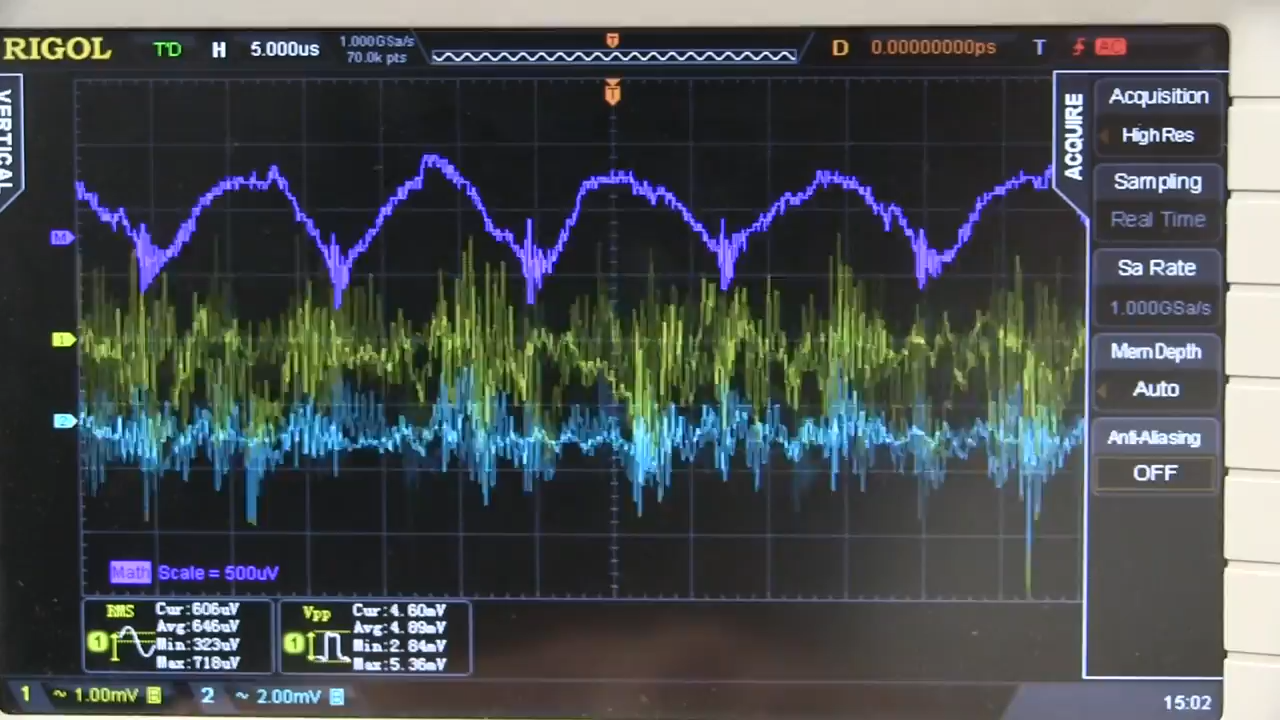 RIGOL T'D H 5.000us 1.000GSa/s 70.0k pts D 0.00000000ps T AC
T
VERTICAL
ACQUIRE
Acquisition
High Res
Sampling
Real Time
Sa Rate
1.000GSa/s
Mem Depth
Auto
Anti-Aliasing
OFF
M
1
2
Math Scale = 500uV
RMS
1
Cur:606uV
Avg:646uV
Min:323uV
Max:718uV
Vpp
1
Cur:4.60mV
Avg:4.89mV
Min:2.84mV
Max:5.36mV
1 ~ 1.00mV B 2 ~ 2.00mV B 15:02